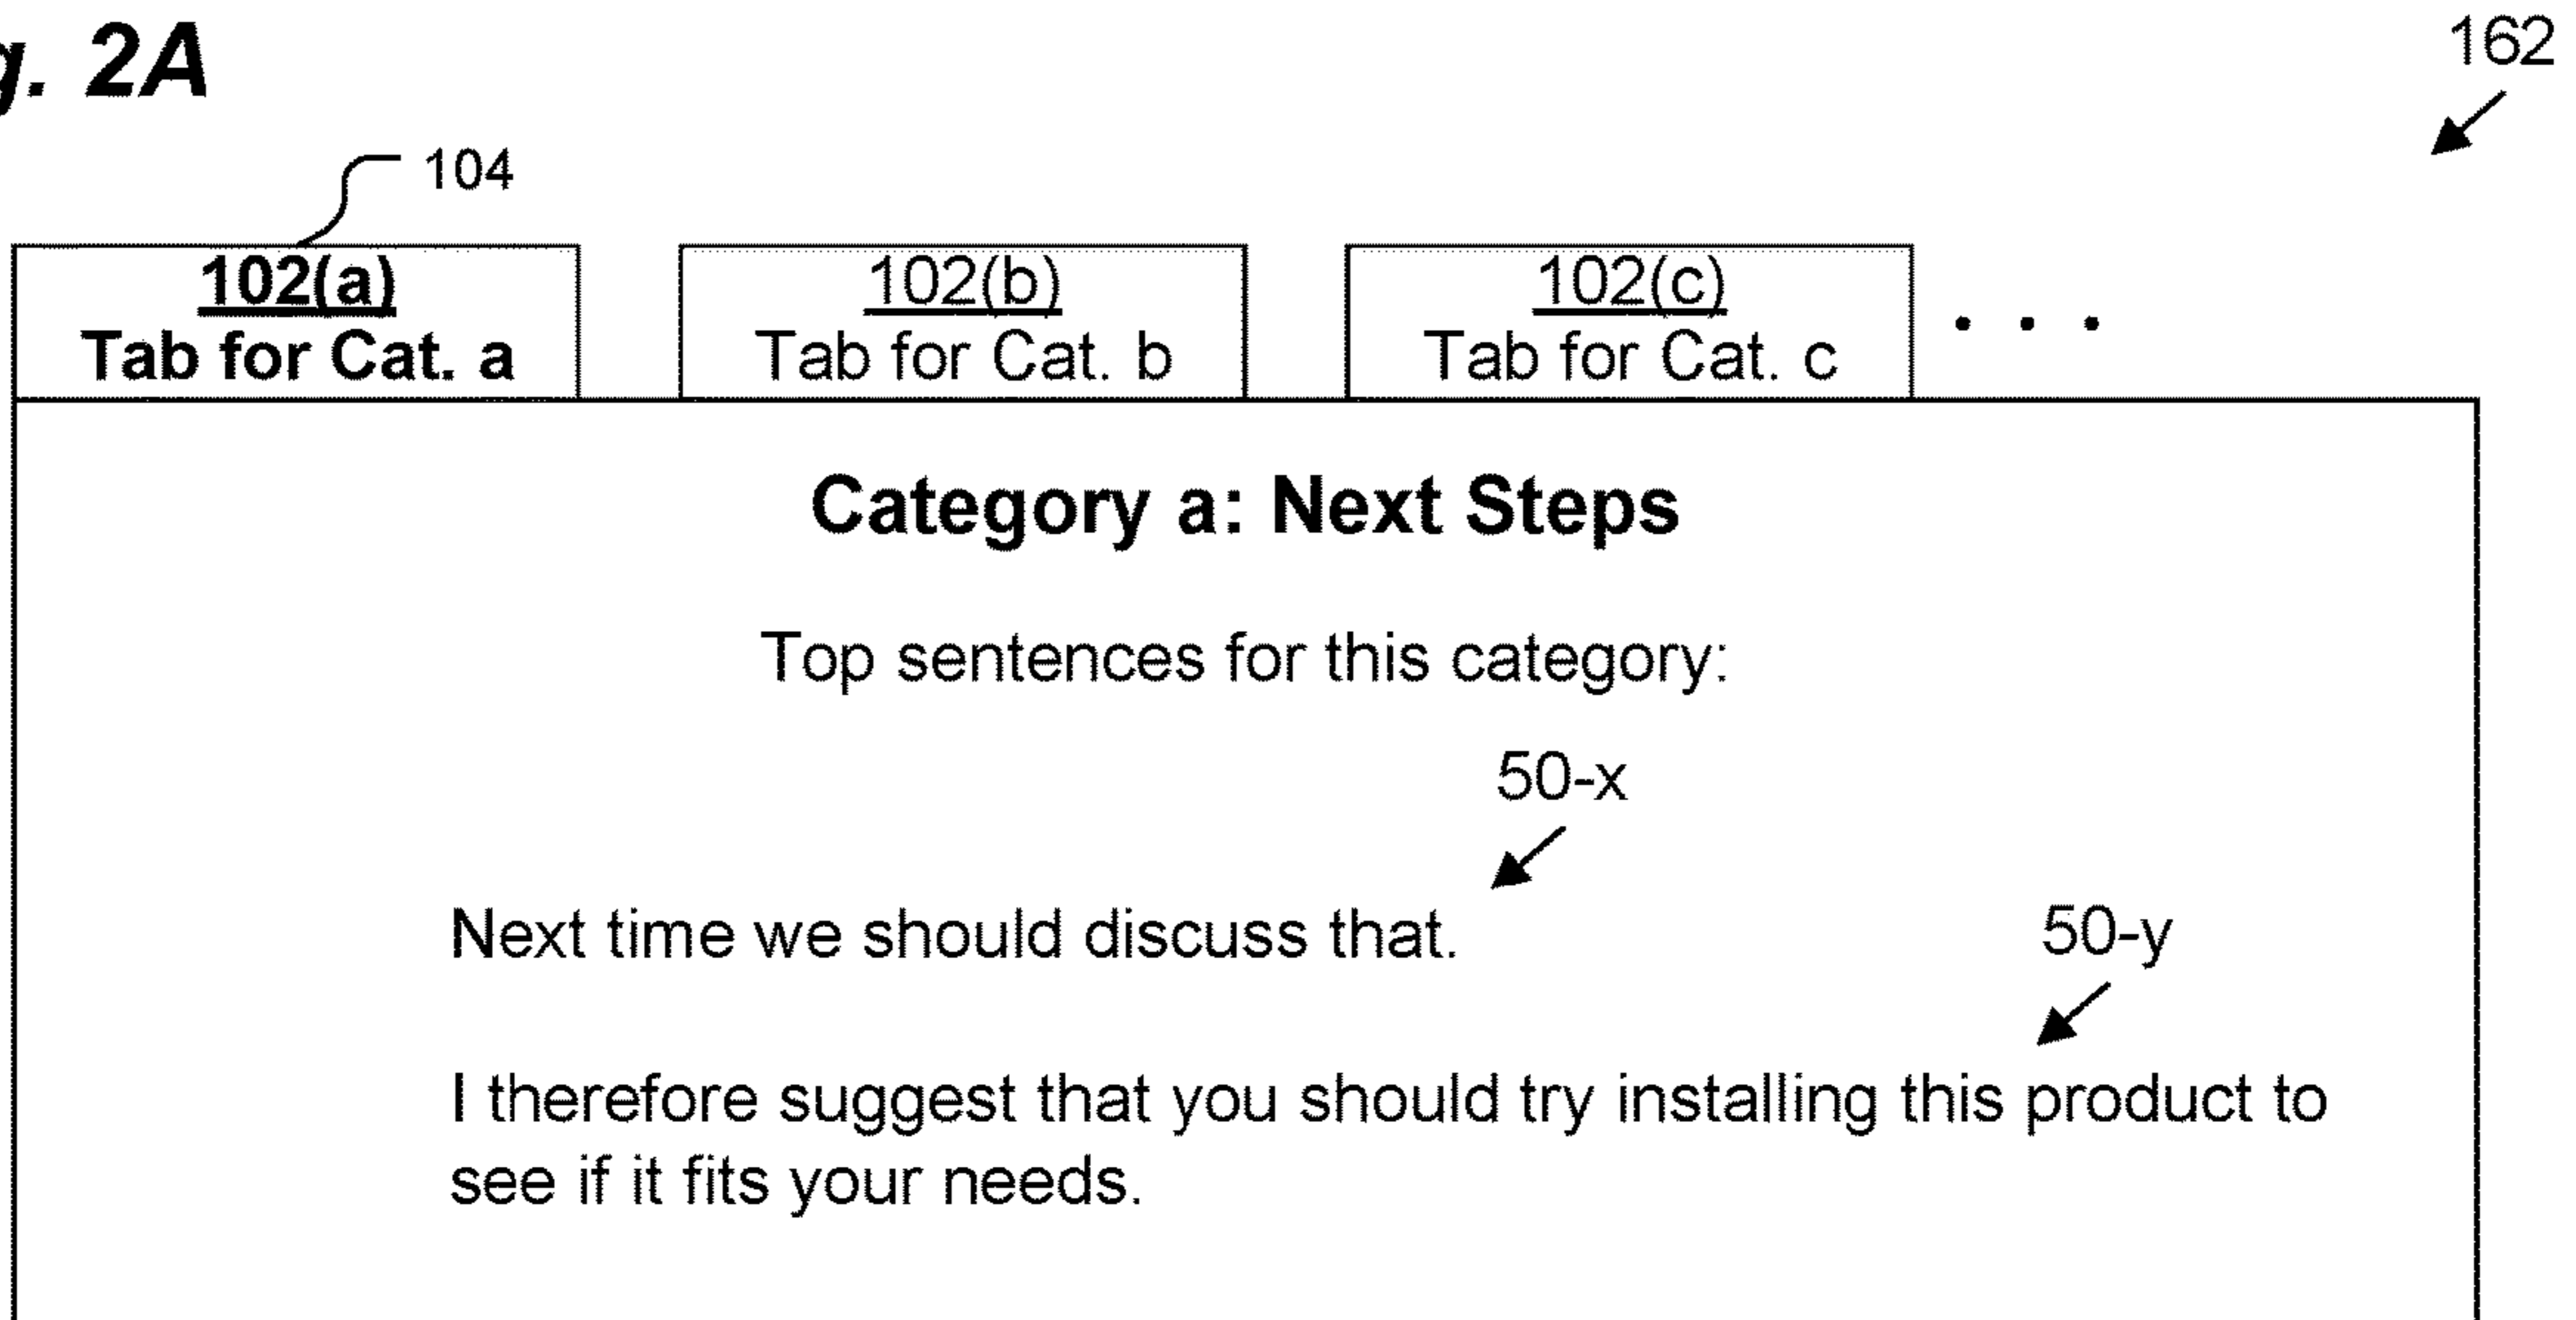 g. 2A
162
104
102(a)
Tab for Cat. a
102(b)
Tab for Cat. b
102(c)
Tab for Cat. c
. . .
Category a: Next Steps
Top sentences for this category:
50-x
Next time we should discuss that.
50-y
I therefore suggest that you should try installing this product to
see if it fits your needs.